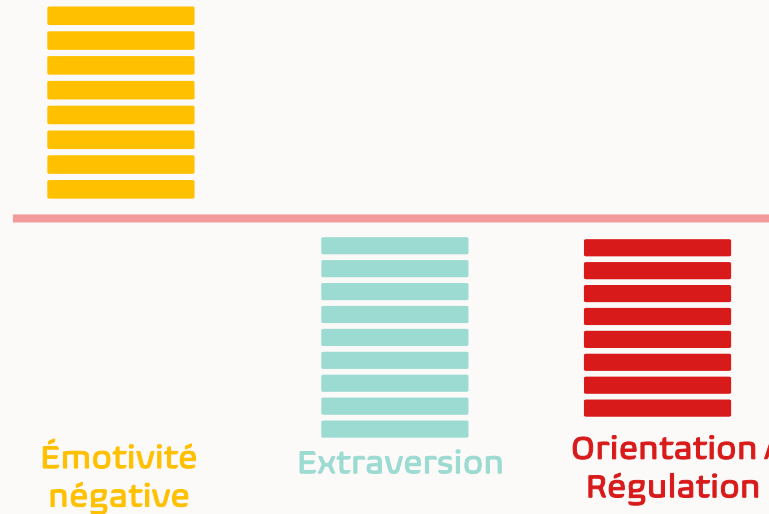 Émotivité
négative
Extraversion
Orientation /
Régulation